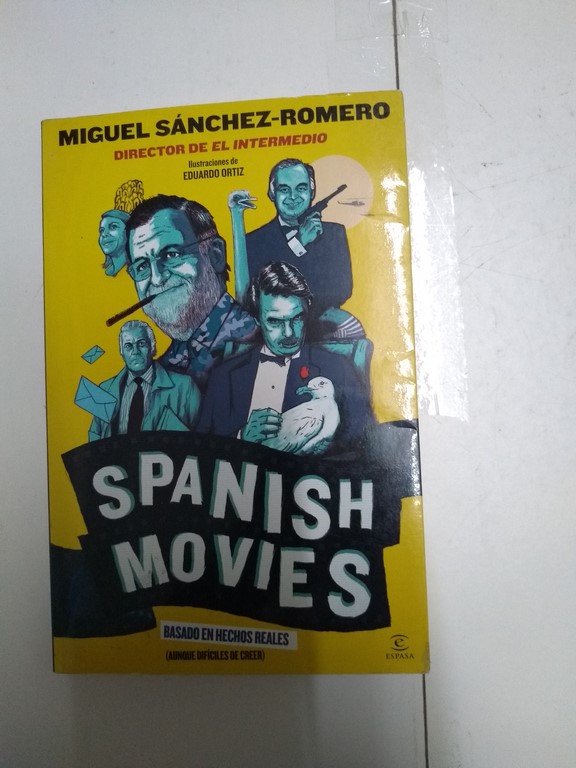 MIGUEL SÁNCHEZ-ROMERO
DIRECTOR DE EL INTERMEDIO
Ilustraciones de
EDUARDO ORTIZ
SPANISH
MOVIES
BASADO EN HECHOS REALES
(AUNQUE DIFÍCILES DE CREER)
e
ESPASA